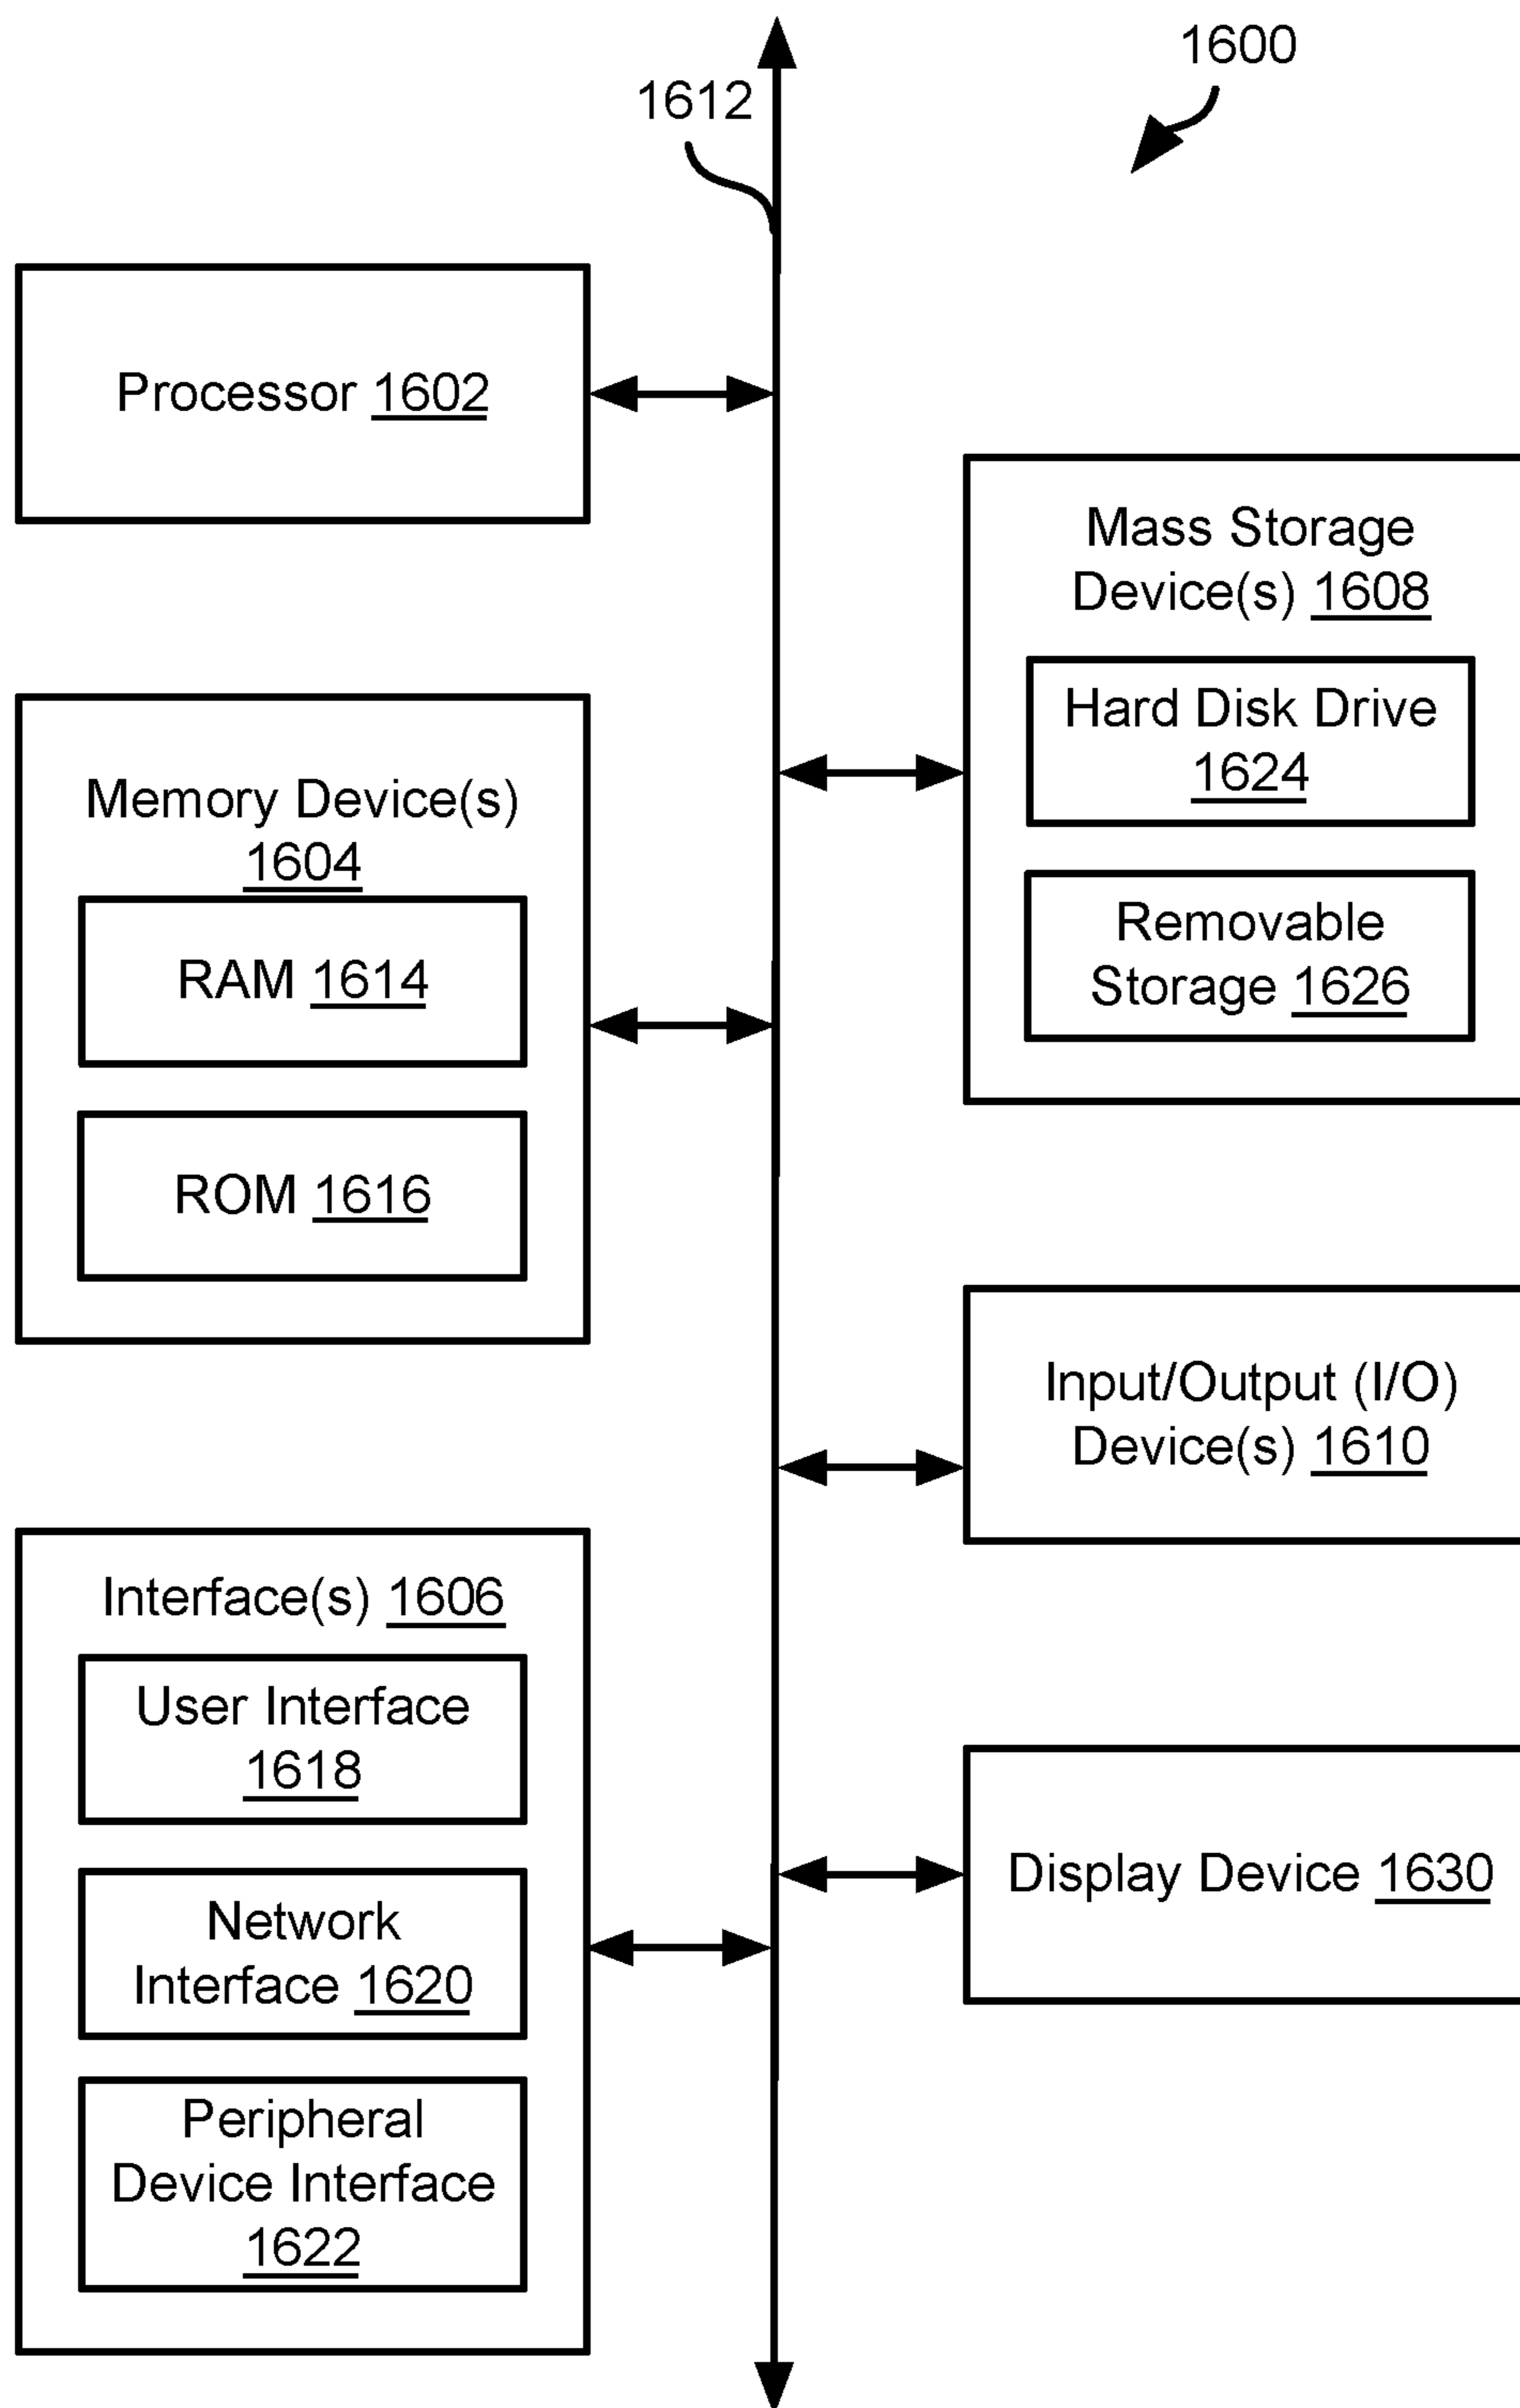 1600
1612
Processor 1602
Mass Storage
Device(s) 1608
Hard Disk Drive
1624
Removable
Storage 1626
Memory Device(s)
1604
RAM 1614
ROM 1616
Input/Output (I/O)
Device(s) 1610
Interface(s) 1606
User Interface
1618
Network
Interface 1620
Peripheral
Device Interface
1622
Display Device 1630